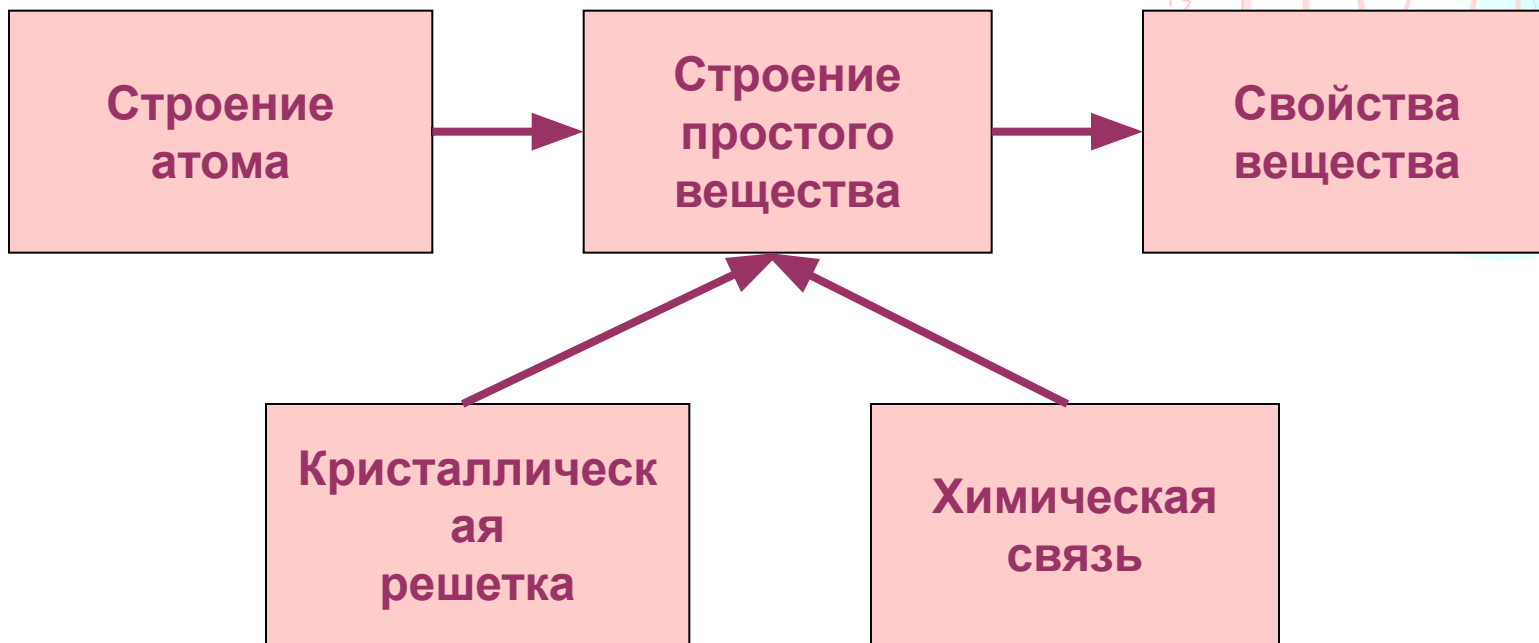 Строение
атома
Строение
простого
вещества
Свойства
вещества
Кристаллическ
ая
решетка
Химическая
связь